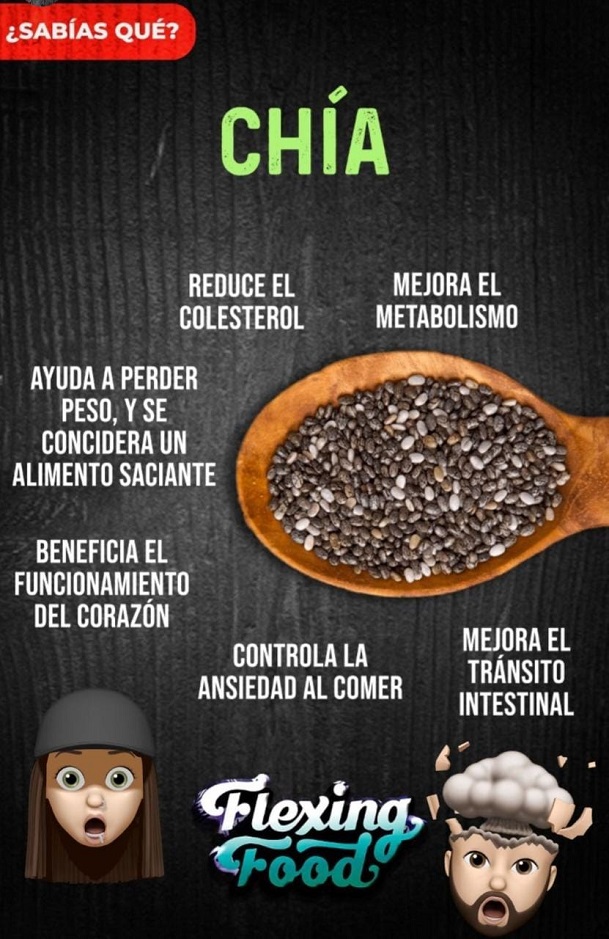 ¿SABÍAS QUÉ?
CHÍA
REDUCE EL
COLESTEROL
MEJORA EL
METABOLISMO
AYUDA A PERDER
PESO, Y SE
CONCIDERA UN
ALIMENTO SACIANTE
BENEFICIA EL
FUNCIONAMIENTO
DEL CORAZÓN
CONTROLA LA
ANSIEDAD AL COMER
MEJORA EL
TRÁNSITO
INTESTINAL
Flexing
Food